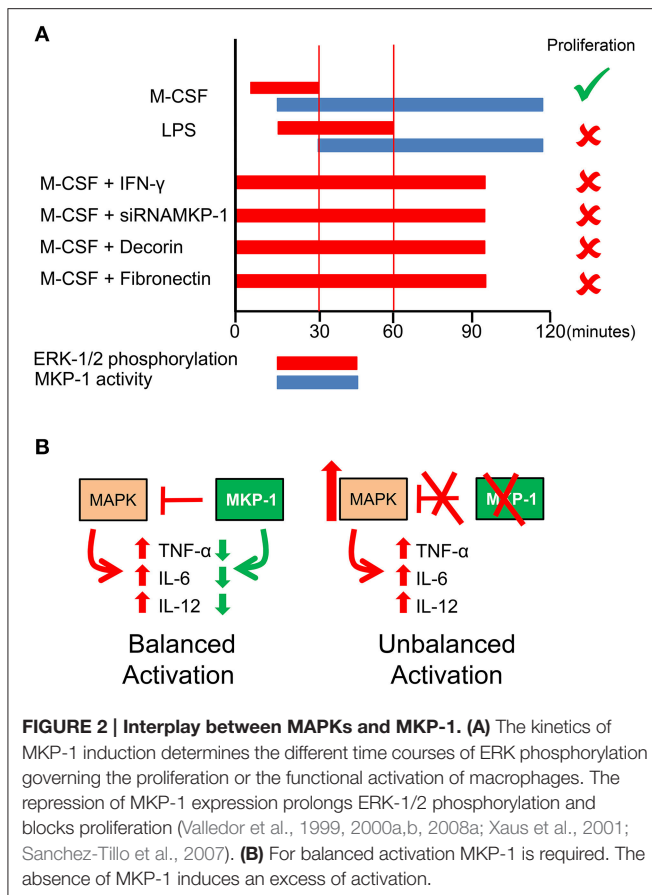 A
Proliferation
M-CSF
LPS
M-CSF + IFN-γ
M-CSF + siRNAMKP-1
M-CSF + Decorin
M-CSF + Fibronectin
0 30 60 90 120 (minutes)
ERK-1/2 phosphorylation
MKP-1 activity
B
MAPK MKP-1
TNF-α
IL-6
IL-12
Balanced
Activation
MAPK MKP-1
TNF-α
IL-6
IL-12
Unbalanced
Activation
FIGURE 2 | Interplay between MAPKs and MKP-1. (A) The kinetics of
MKP-1 induction determines the different time courses of ERK phosphorylation
governing the proliferation or the functional activation of macrophages. The
repression of MKP-1 expression prolongs ERK-1/2 phosphorylation and
blocks proliferation (Valledor et al., 1999, 2000a,b, 2008a; Xaus et al., 2001;
Sanchez-Tillo et al., 2007). (B) For balanced activation MKP-1 is required. The
absence of MKP-1 induces an excess of activation.